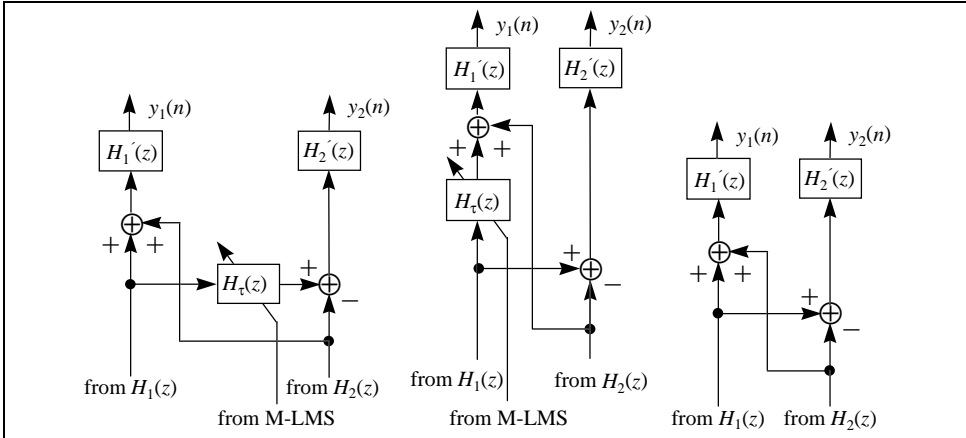 y₁(n)
y₂(n)
H₁´(z)
H₂´(z)
+
+
Hτ(z)
+
−
from H₁(z)
from H₂(z)
from M-LMS
y₁(n)
y₂(n)
H₁´(z)
H₂´(z)
+
+
Hτ(z)
+
−
from H₁(z)
from H₂(z)
from M-LMS
y₁(n)
y₂(n)
H₁´(z)
H₂´(z)
+
+
+
−
from H₁(z)
from H₂(z)